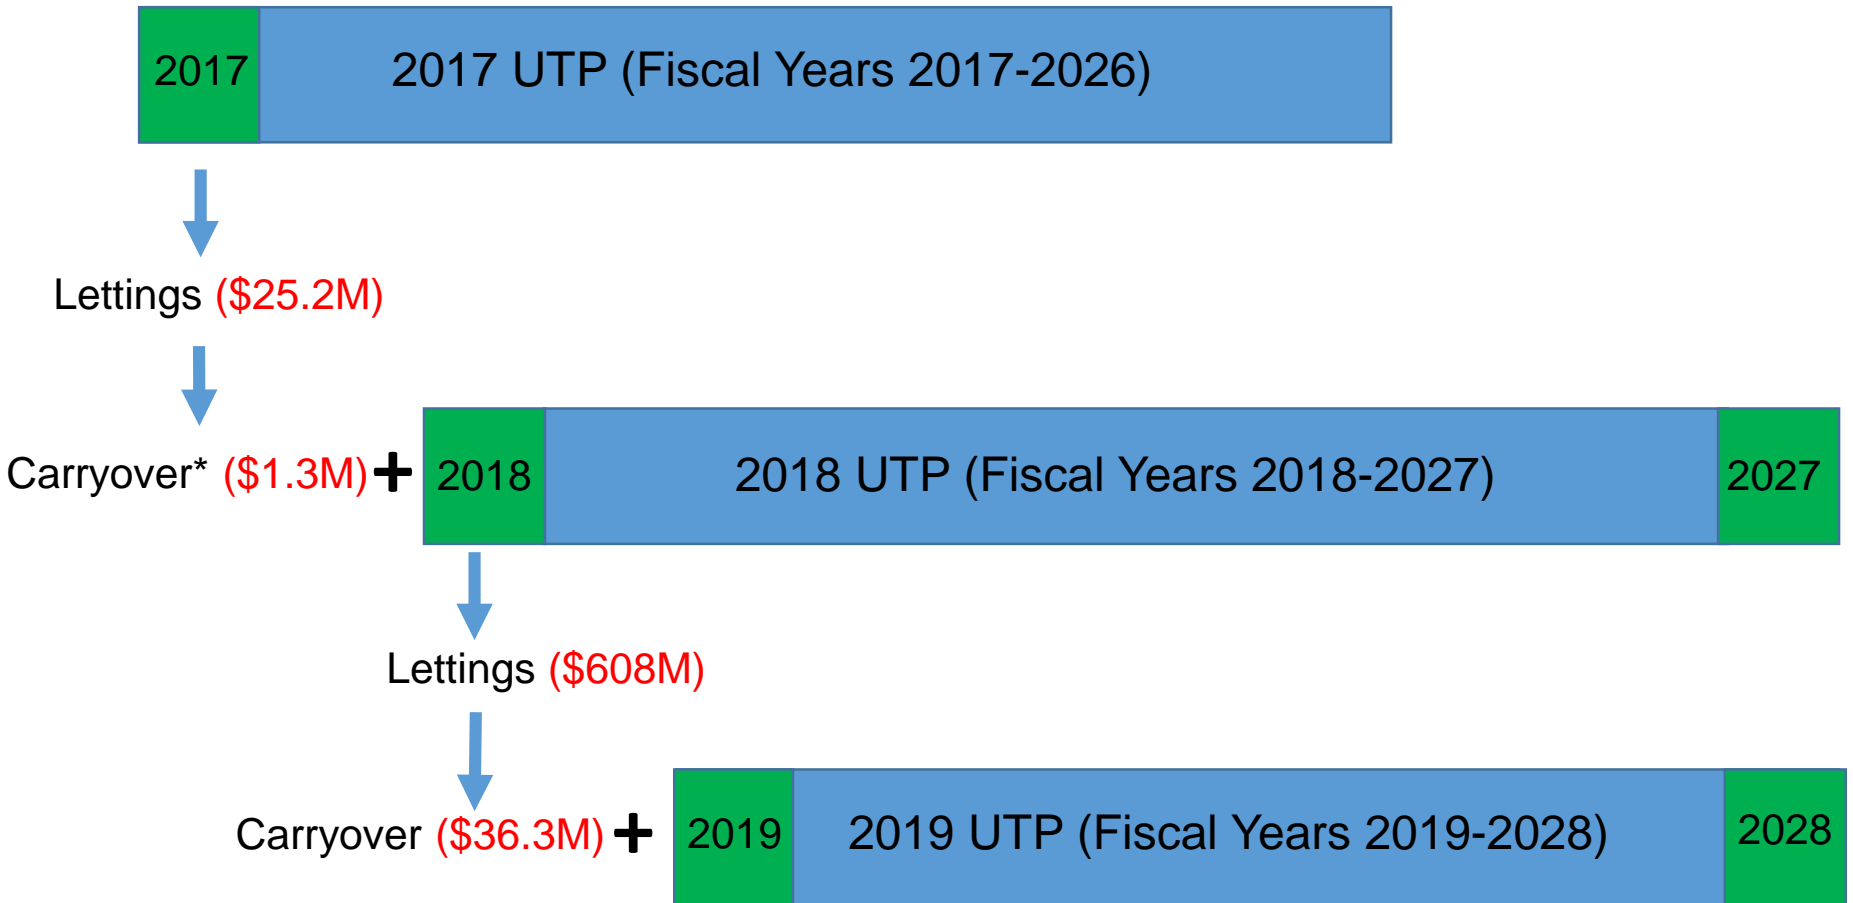 2017 2017 UTP (Fiscal Years 2017-2026)
Lettings ($25.2M)
Carryover* ($1.3M) + 2018 2018 UTP (Fiscal Years 2018-2027) 2027
Lettings ($608M)
Carryover ($36.3M) + 2019 2019 UTP (Fiscal Years 2019-2028) 2028